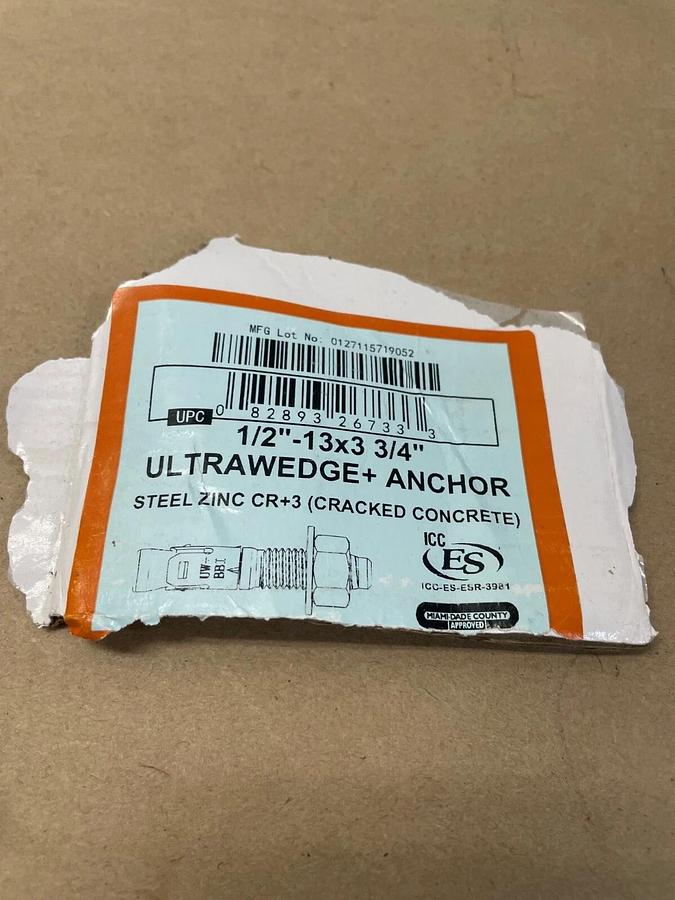 MFG Lot No: 0127115719052
UPC 0 82893 26733 3
1/2"-13x3 3/4"
ULTRAWEDGE+ ANCHOR
STEEL ZINC CR+3 (CRACKED CONCRETE)
UW-I
BBI
ICC
ES
ICC-ES-ESR-3981
MIAMI-DADE COUNTY
APPROVED